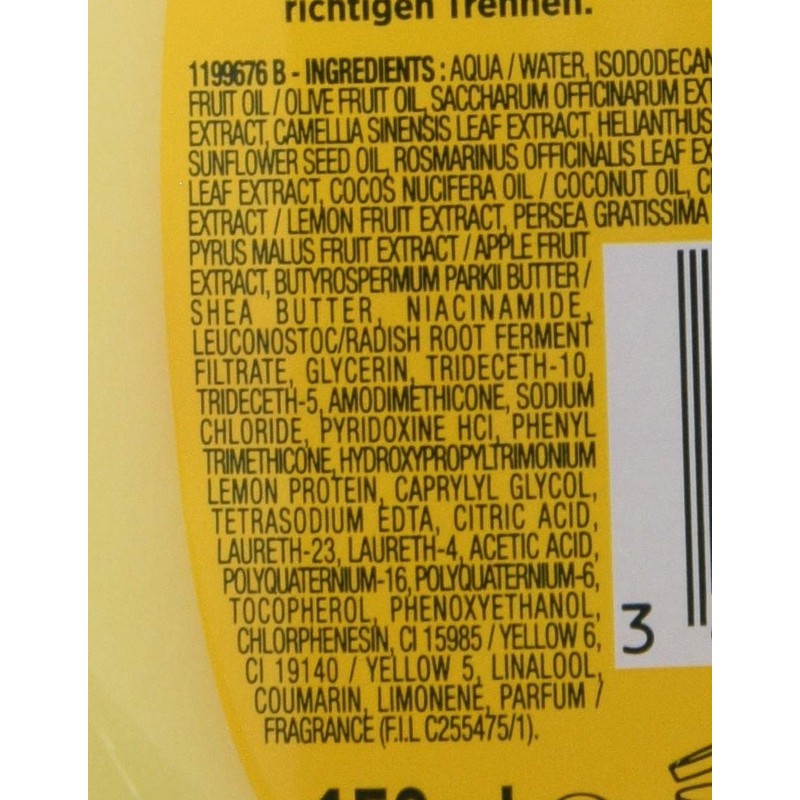 richtigen Trennen.
1199676 B - INGREDIENTS : AQUA / WATER, ISODODECAN
FRUIT OIL / OLIVE FRUIT OIL, SACCHARUM OFFICINARUM EXT
EXTRACT, CAMELLIA SINENSIS LEAF EXTRACT, HELIANTHUS
SUNFLOWER SEED OIL, ROSMARINUS OFFICINALIS LEAF EX
LEAF EXTRACT, COCOS NUCIFERA OIL / COCONUT OIL, C
EXTRACT / LEMON FRUIT EXTRACT, PERSEA GRATISSIMA
PYRUS MALUS FRUIT EXTRACT / APPLE FRUIT
EXTRACT, BUTYROSPERMUM PARKII BUTTER /
SHEA BUTTER, NIACINAMIDE,
LEUCONOSTOC/RADISH ROOT FERMENT
FILTRATE, GLYCERIN, TRIDECETH-10,
TRIDECETH-5, AMODIMETHICONE, SODIUM
CHLORIDE, PYRIDOXINE HCI, PHENYL
TRIMETHICONE, HYDROXYPROPYLTRIMONIUM
LEMON PROTEIN, CAPRYLYL GLYCOL,
TETRASODIUM EDTA, CITRIC ACID,
LAURETH-23, LAURETH-4, ACETIC ACID,
POLYQUATERNIUM-16, POLYQUATERNIUM-6,
TOCOPHEROL, PHENOXYETHANOL,
CHLORPHENESIN, CI 15985 / YELLOW 6,
CI 19140 / YELLOW 5, LINALOOL,
COUMARIN, LIMONENE, PARFUM /
FRAGRANCE (F.I.L C255475/1).
3